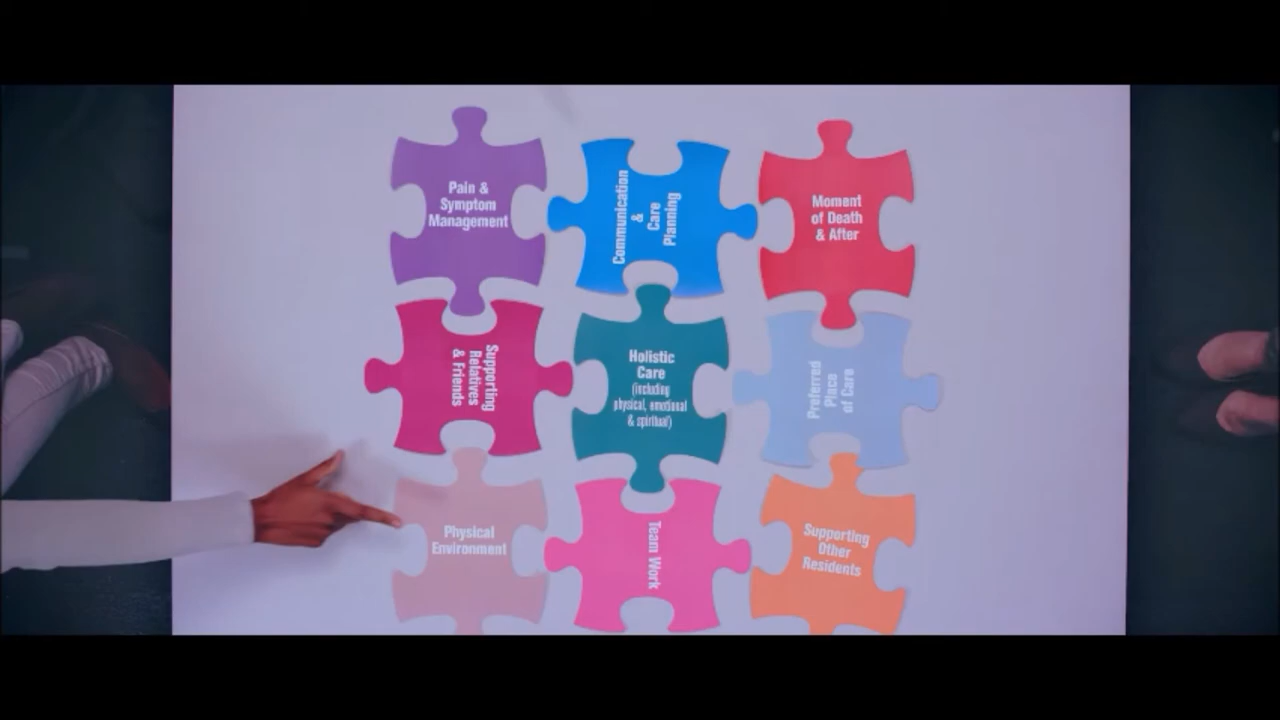 Pain &
Symptom
Management
Communication
&
Care
Planning
Moment
of Death
& After
Supporting
Relatives
& Friends
Holistic
Care
(including
physical, emotional
& spiritual)
Preferred
Place
of Care
Physical
Environment
Team Work
Supporting
Other
Residents